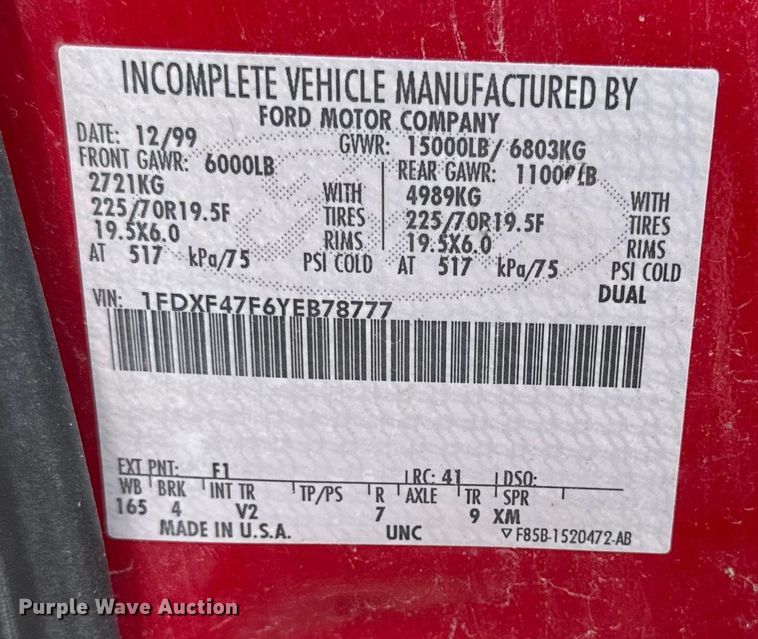 INCOMPLETE VEHICLE MANUFACTURED BY
FORD MOTOR COMPANY
DATE: 12/99 GVWR: 15000LB/ 6803KG
FRONT GAWR: 6000LB REAR GAWR: 11000LB
2721KG WITH 4989KG WITH
225/70R19.5F TIRES 225/70R19.5F TIRES
19.5X6.0 RIMS 19.5X6.0 RIMS
AT 517 kPa/75 PSI COLD AT 517 kPa/75 PSI COLD
DUAL
VIN: 1FDXF47F6YEB78777
EXT PNT: F1 RC: 41 DSO:
WB BRK INT TR TP/PS R AXLE TR SPR
165 4 V2 7 9 XM
MADE IN U.S.A. UNC F85B-1520472-AB
Purple Wave Auction